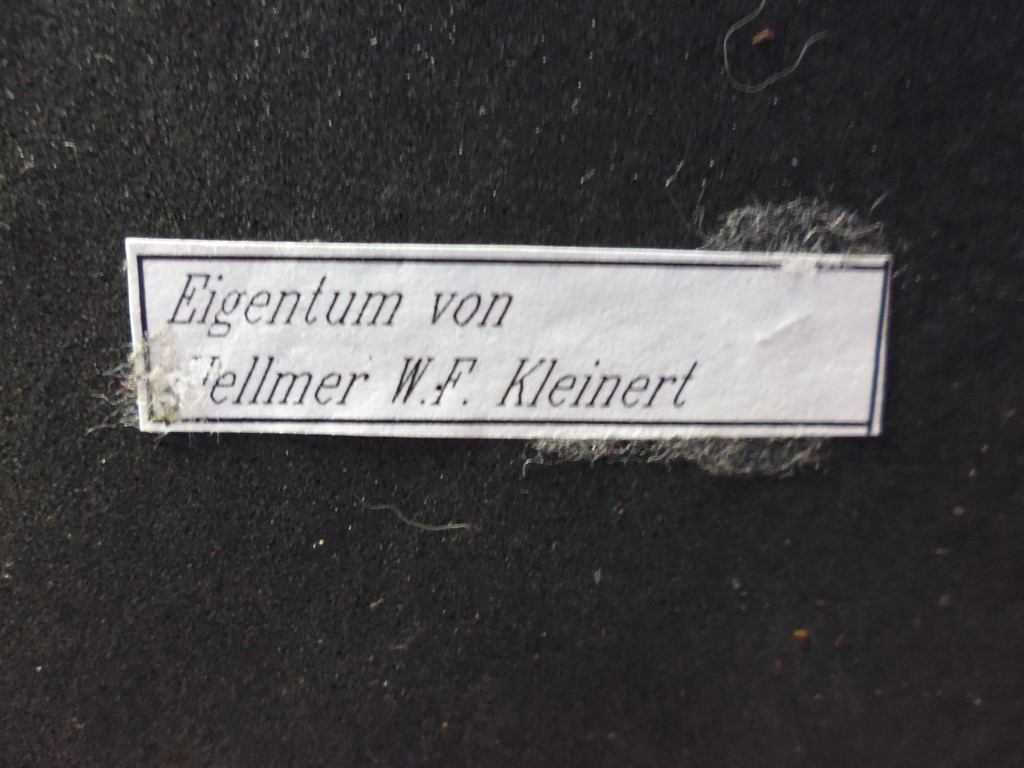 Eigentum von
W.F. Kleinert